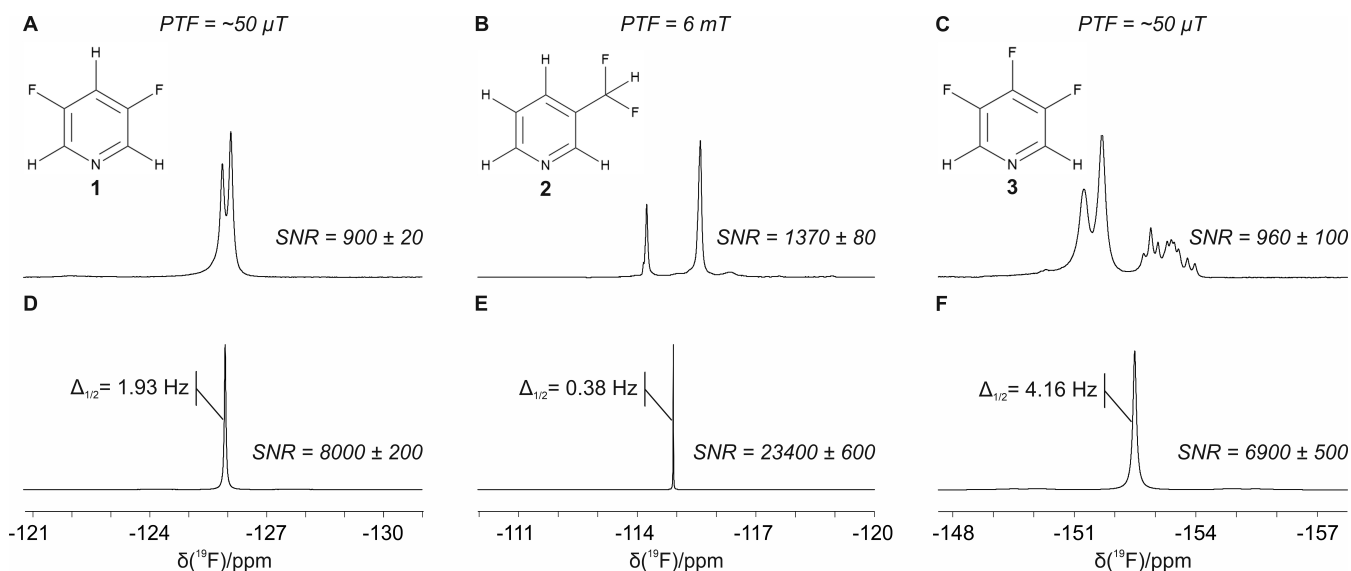 A PTF = ~50 µT
B PTF = 6 mT
C PTF = ~50 µT
H
F F
H N H
1
SNR = 900 ± 20
F
H H
F
H
H N H
2
SNR = 1370 ± 80
F
F F
H N H
3
SNR = 960 ± 100
D
Δ1/2= 1.93 Hz
SNR = 8000 ± 200
E
Δ1/2= 0.38 Hz
SNR = 23400 ± 600
F
Δ1/2= 4.16 Hz
SNR = 6900 ± 500
-121 -124 -127 -130
δ(¹⁹F)/ppm
-111 -114 -117 -120
δ(¹⁹F)/ppm
-148 -151 -154 -157
δ(¹⁹F)/ppm